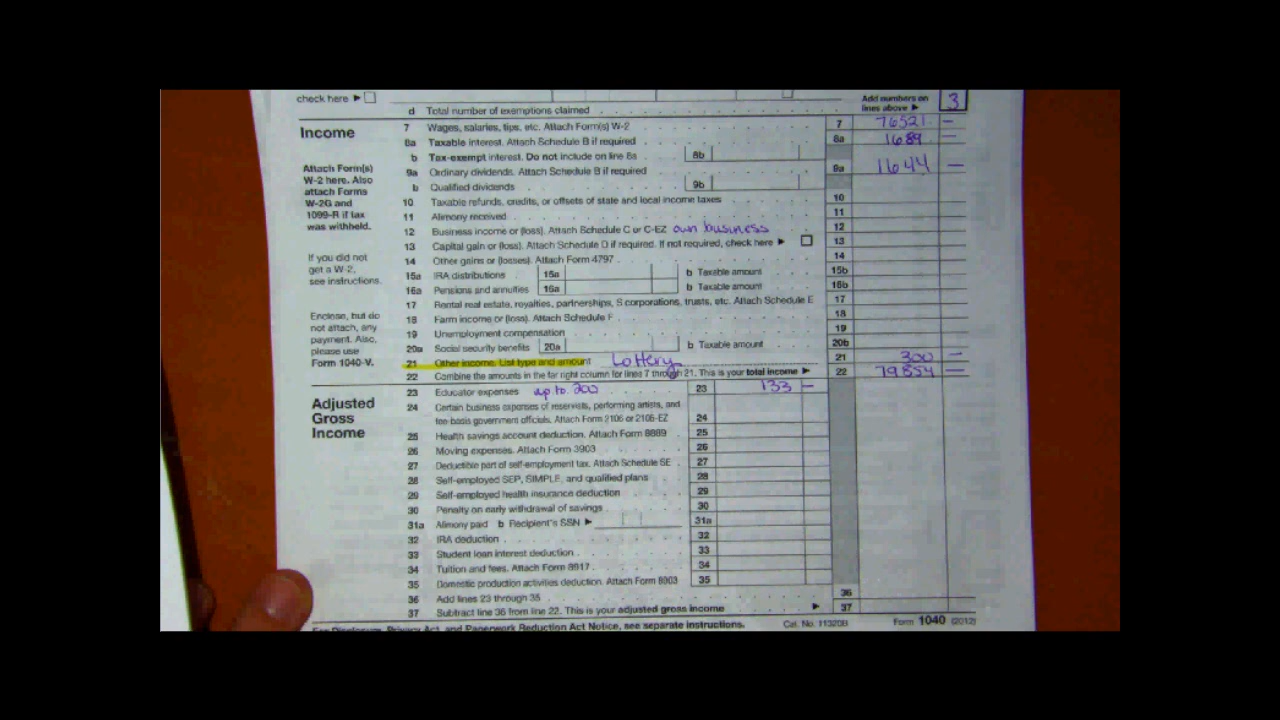 check here ▶
Add numbers on
lines above ▶ 3
d Total number of exemptions claimed
Income
7 Wages, salaries, tips, etc. Attach Form(s) W-2 7 76521 —
8a Taxable interest. Attach Schedule B if required 8a 1689 —
b Tax-exempt interest. Do not include on line 8a 8b
Attach Form(s)
W-2 here. Also
attach Forms
W-2G and
1099-R if tax
was withheld.
9a Ordinary dividends. Attach Schedule B if required 9a 1644 —
b Qualified dividends 9b
10 Taxable refunds, credits, or offsets of state and local income taxes 10
11 Alimony received 11
12 Business income or (loss). Attach Schedule C or C-EZ own business 12
13 Capital gain or (loss). Attach Schedule D if required. If not required, check here ▶ 13
If you did not
get a W-2,
see instructions.
14 Other gains or (losses). Attach Form 4797 14
15a IRA distributions 15a b Taxable amount 15b
16a Pensions and annuities 16a b Taxable amount 16b
17 Rental real estate, royalties, partnerships, S corporations, trusts, etc. Attach Schedule E 17
Enclose, but do
not attach, any
payment. Also,
please use
Form 1040-V.
18 Farm income or (loss). Attach Schedule F 18
19 Unemployment compensation 19
20a Social security benefits 20a b Taxable amount 20b
21 Other income. List type and amount Lottery 21 300 —
22 Combine the amounts in the far right column for lines 7 through 21. This is your total income ▶ 22 79854 —
Adjusted
Gross
Income
23 Educator expenses up to 200 23 133 —
24 Certain business expenses of reservists, performing artists, and
fee-basis government officials. Attach Form 2106 or 2106-EZ 24
25 Health savings account deduction. Attach Form 8889 25
26 Moving expenses. Attach Form 3903 26
27 Deductible part of self-employment tax. Attach Schedule SE 27
28 Self-employed SEP, SIMPLE, and qualified plans 28
29 Self-employed health insurance deduction 29
30 Penalty on early withdrawal of savings 30
31a Alimony paid b Recipient's SSN ▶ 31a
32 IRA deduction 32
33 Student loan interest deduction 33
34 Tuition and fees. Attach Form 8917 34
35 Domestic production activities deduction. Attach Form 8903 35
36 Add lines 23 through 35 36
37 Subtract line 36 from line 22. This is your adjusted gross income ▶ 37
For Disclosure, Privacy Act, and Paperwork Reduction Act Notice, see separate instructions. Cat. No. 11320B Form 1040 (2012)